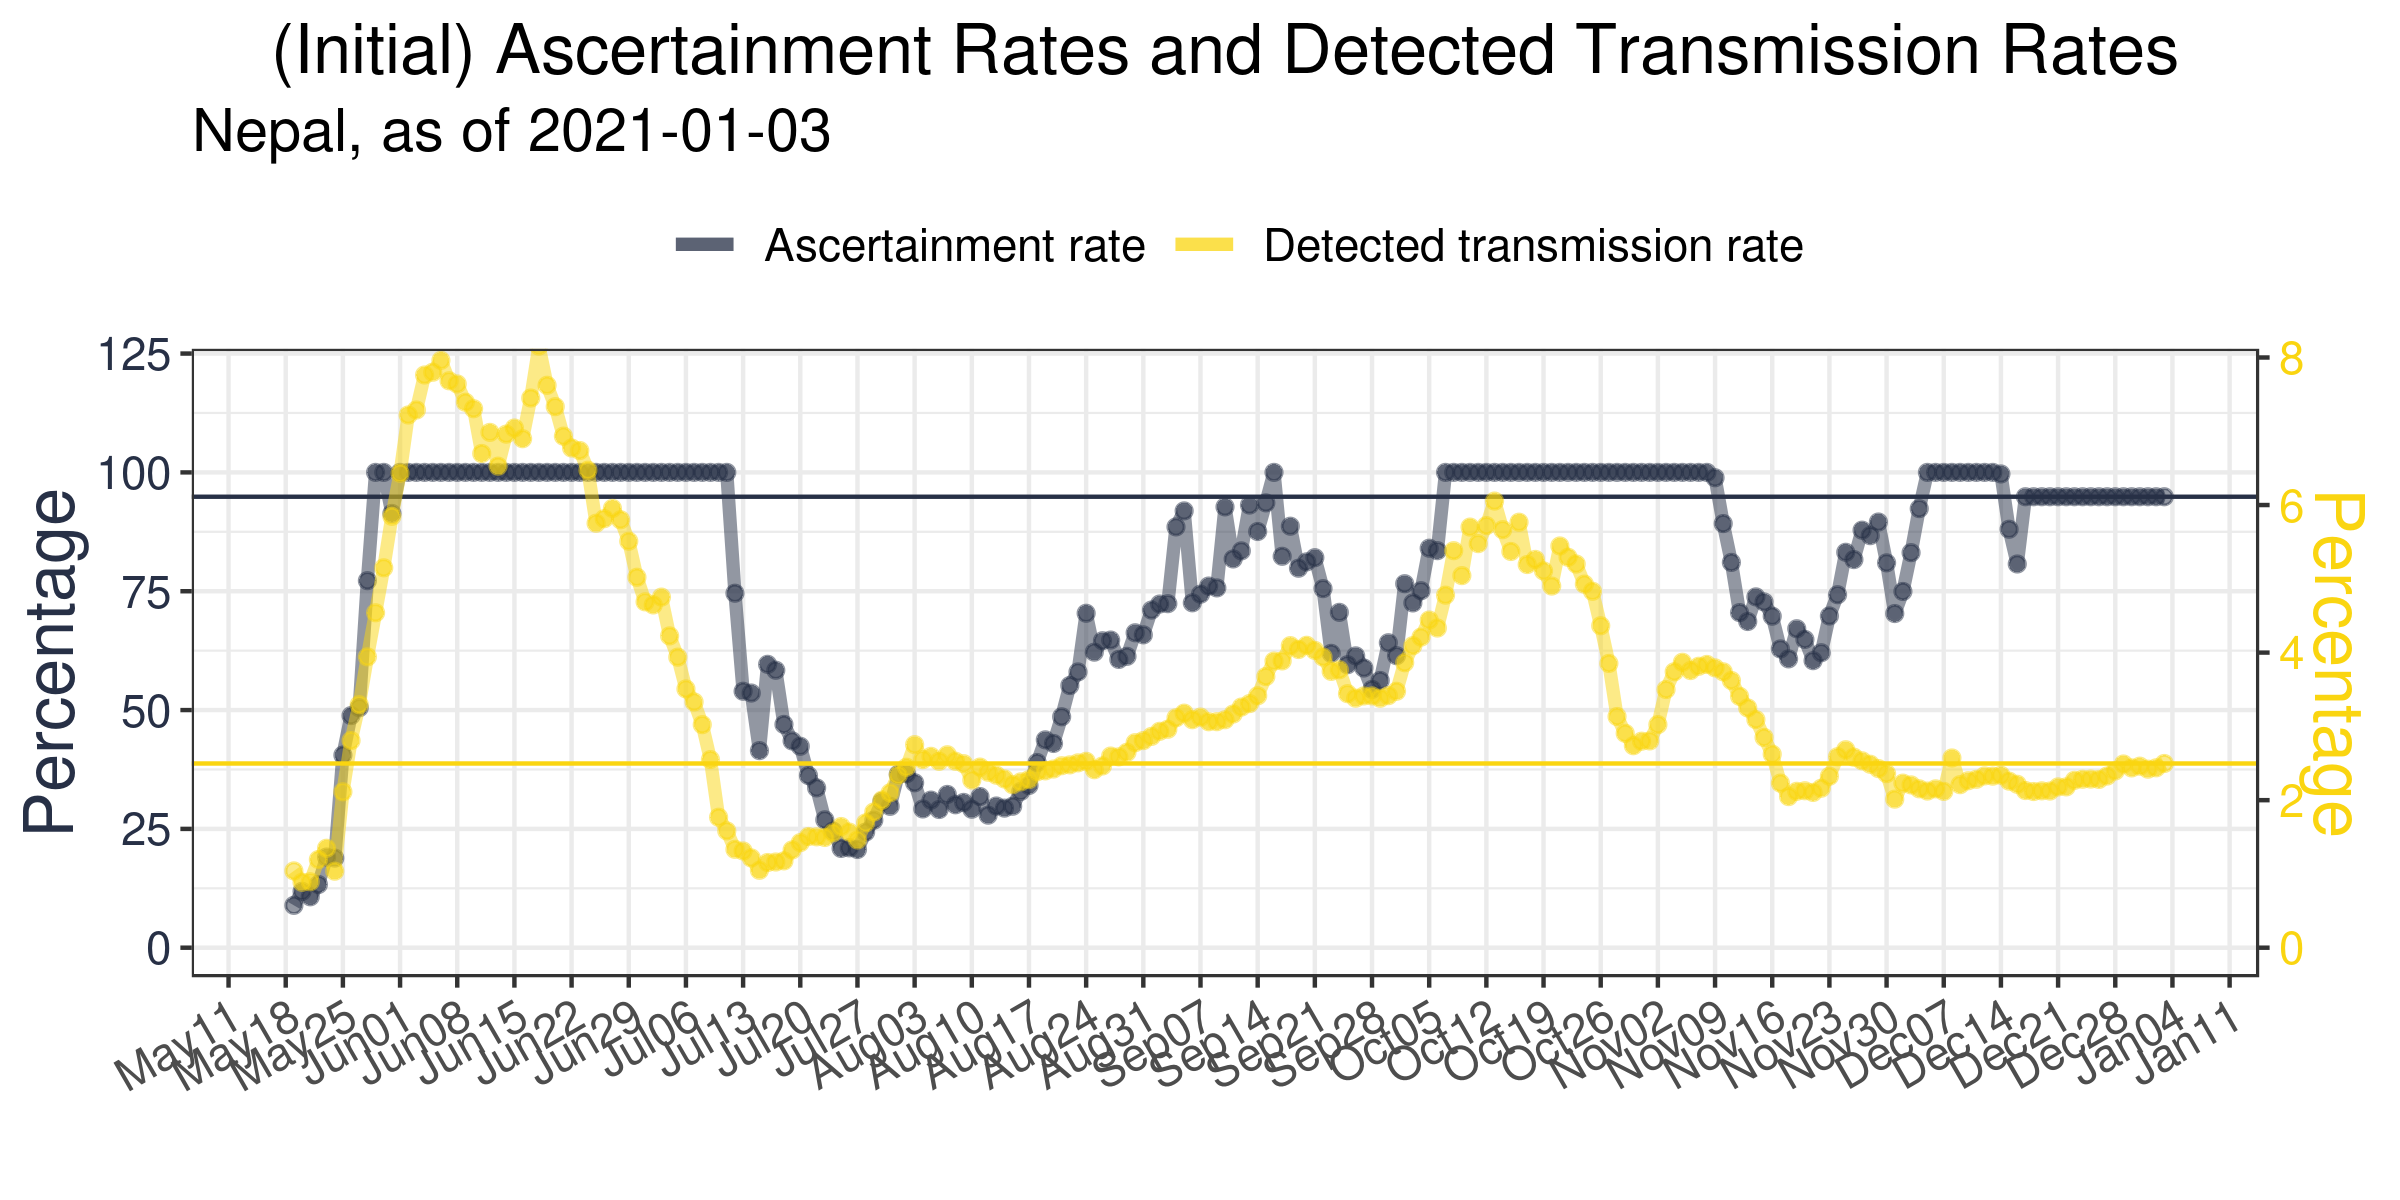 (Initial) Ascertainment Rates and Detected Transmission Rates
Nepal, as of 2021-01-03
Ascertainment rate
Detected transmission rate
Percentage
125
100
75
50
25
0
8
6
4
2
0
Percentage
May11
May18
May25
Jun01
Jun08
Jun15
Jun22
Jun29
Jul06
Jul13
Jul20
Jul27
Aug03
Aug10
Aug17
Aug24
Aug31
Sep07
Sep14
Sep21
Sep28
Oct05
Oct12
Oct19
Oct26
Nov02
Nov09
Nov16
Nov23
Nov30
Dec07
Dec14
Dec21
Dec28
Jan04
Jan11